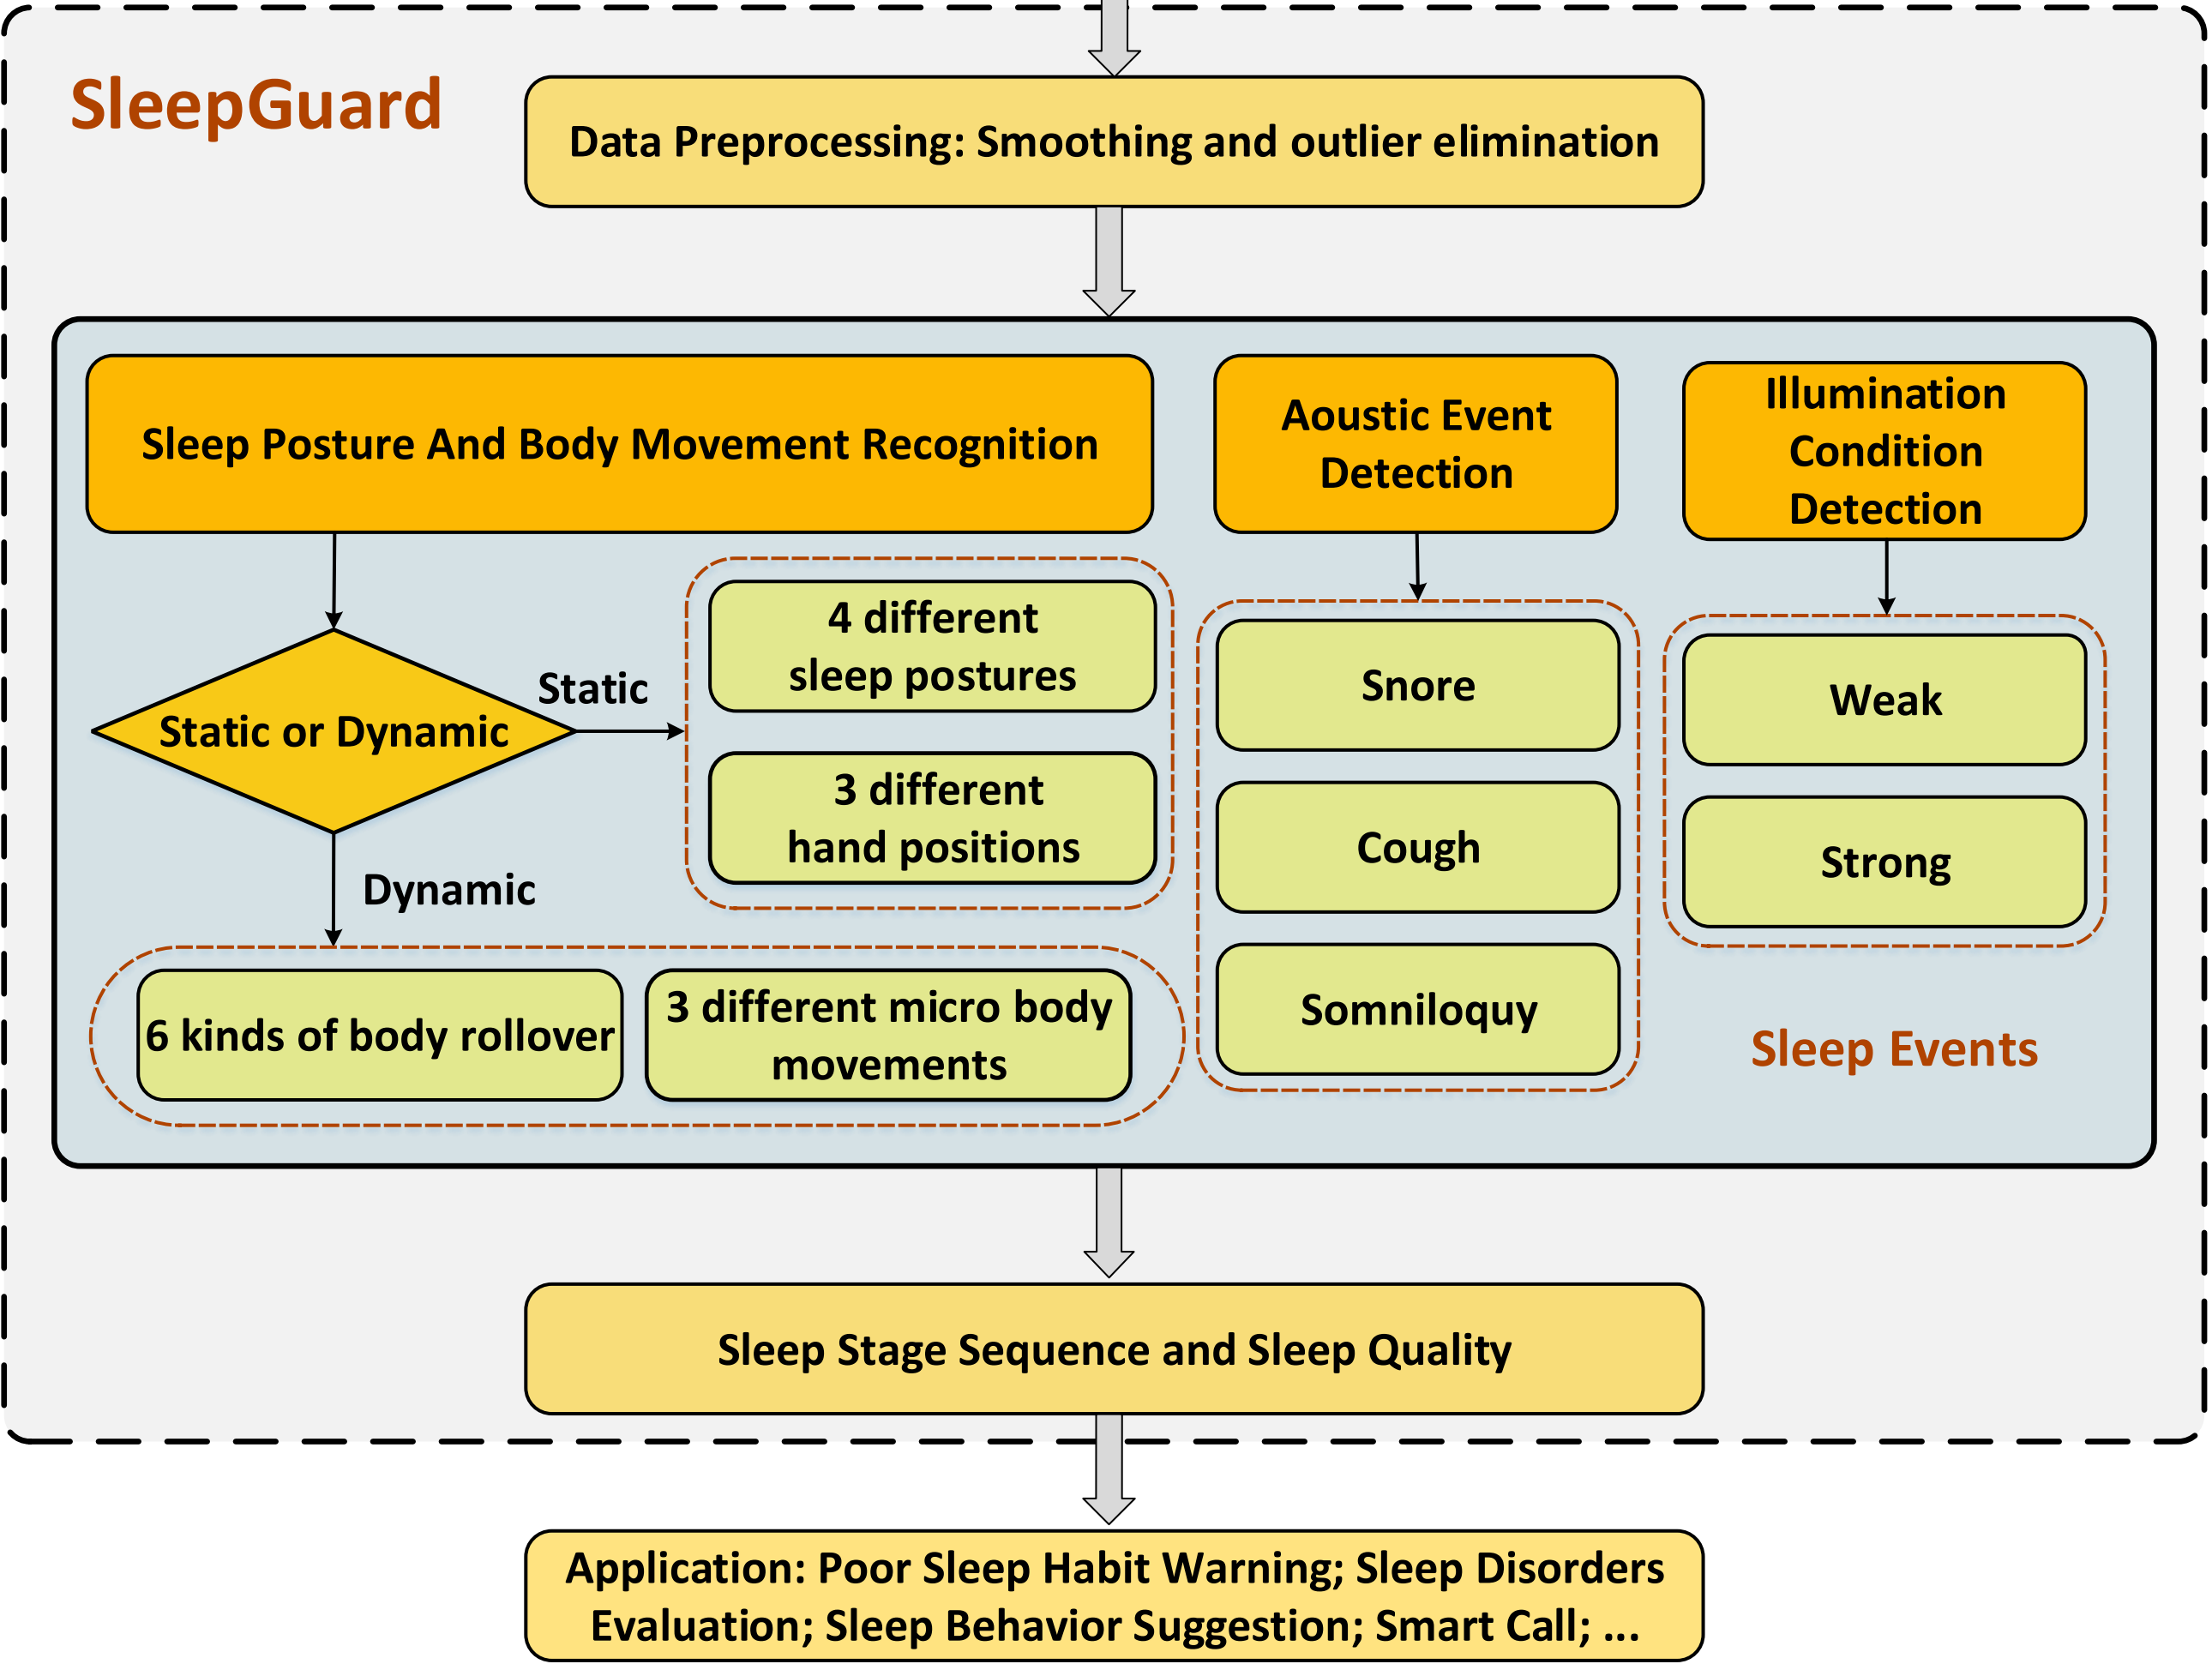 SleepGuard
Data Preprocessing: Smoothing and outlier elimination
Sleep Posture And Body Movement Recognition
Aoustic Event
Detection
Illumination
Condition
Detection
Static or Dynamic
Static
Dynamic
4 different
sleep postures
3 different
hand positions
6 kinds of body rollover
3 different micro body
movements
Snore
Cough
Somniloquy
Weak
Strong
Sleep Events
Sleep Stage Sequence and Sleep Quality
Application: Poor Sleep Habit Warning; Sleep Disorders
Evaluation; Sleep Behavior Suggestion; Smart Call; ...